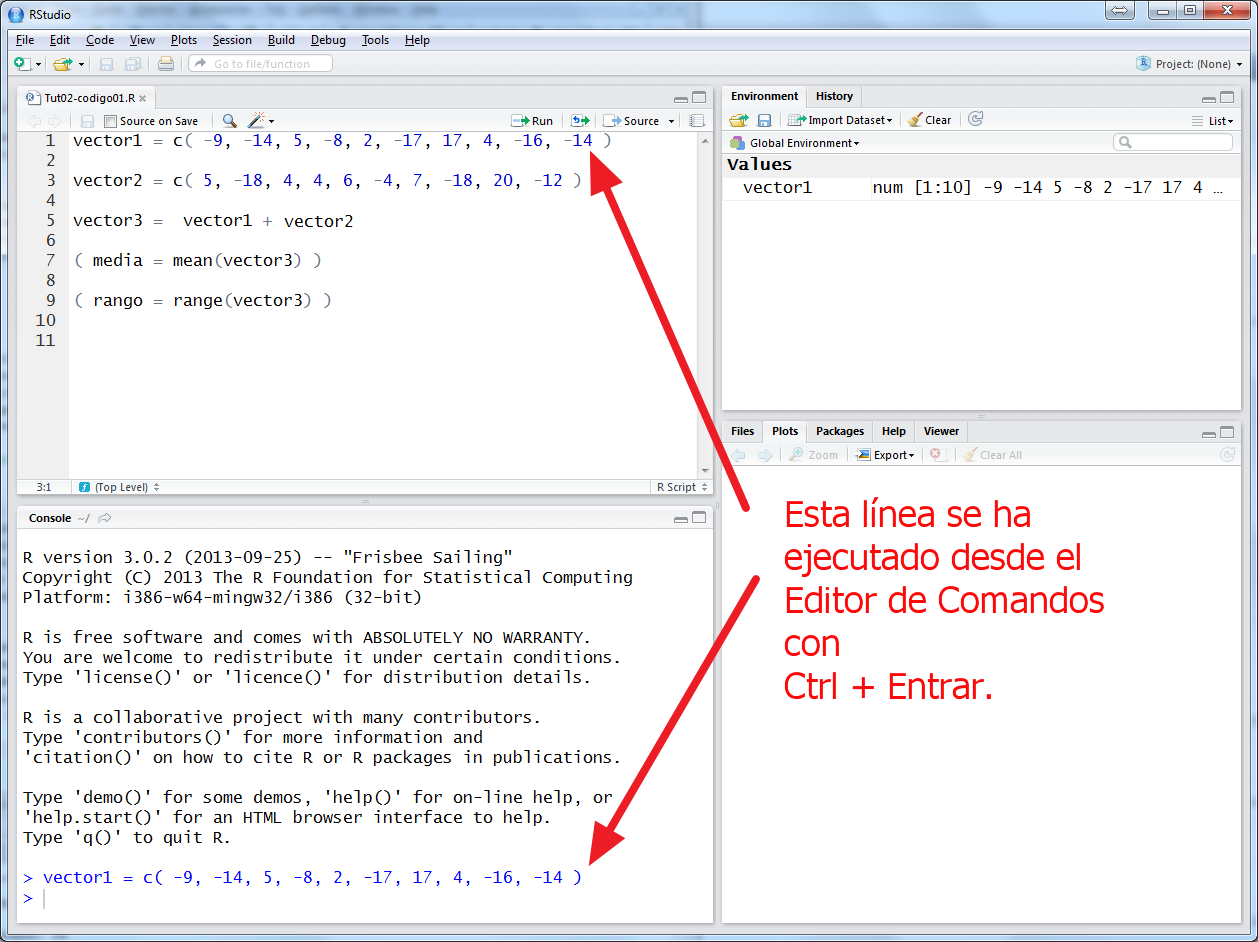 RStudio
File Edit Code View Plots Session Build Debug Tools Help
Go to file/function
Project: (None)
Tut02-codigo01.R
Source on Save
Run
Source
1 vector1 = c( -9, -14, 5, -8, 2, -17, 17, 4, -16, -14 )
2
3 vector2 = c( 5, -18, 4, 4, 6, -4, 7, -18, 20, -12 )
4
5 vector3 =  vector1 + vector2
6
7 ( media = mean(vector3) )
8
9 ( rango = range(vector3) )
10
11
3:1 (Top Level) R Script
Console ~/
R version 3.0.2 (2013-09-25) -- "Frisbee Sailing"
Copyright (C) 2013 The R Foundation for Statistical Computing
Platform: i386-w64-mingw32/i386 (32-bit)
R is free software and comes with ABSOLUTELY NO WARRANTY.
You are welcome to redistribute it under certain conditions.
Type 'license()' or 'licence()' for distribution details.
R is a collaborative project with many contributors.
Type 'contributors()' for more information and
'citation()' on how to cite R or R packages in publications.
Type 'demo()' for some demos, 'help()' for on-line help, or
'help.start()' for an HTML browser interface to help.
Type 'q()' to quit R.
> vector1 = c( -9, -14, 5, -8, 2, -17, 17, 4, -16, -14 )
>
Environment History
Import Dataset Clear List
Global Environment
Values
vector1 num [1:10] -9 -14 5 -8 2 -17 17 4 ...
Files Plots Packages Help Viewer
Zoom Export Clear All
Esta línea se ha
ejecutado desde el
Editor de Comandos
con
Ctrl + Entrar.